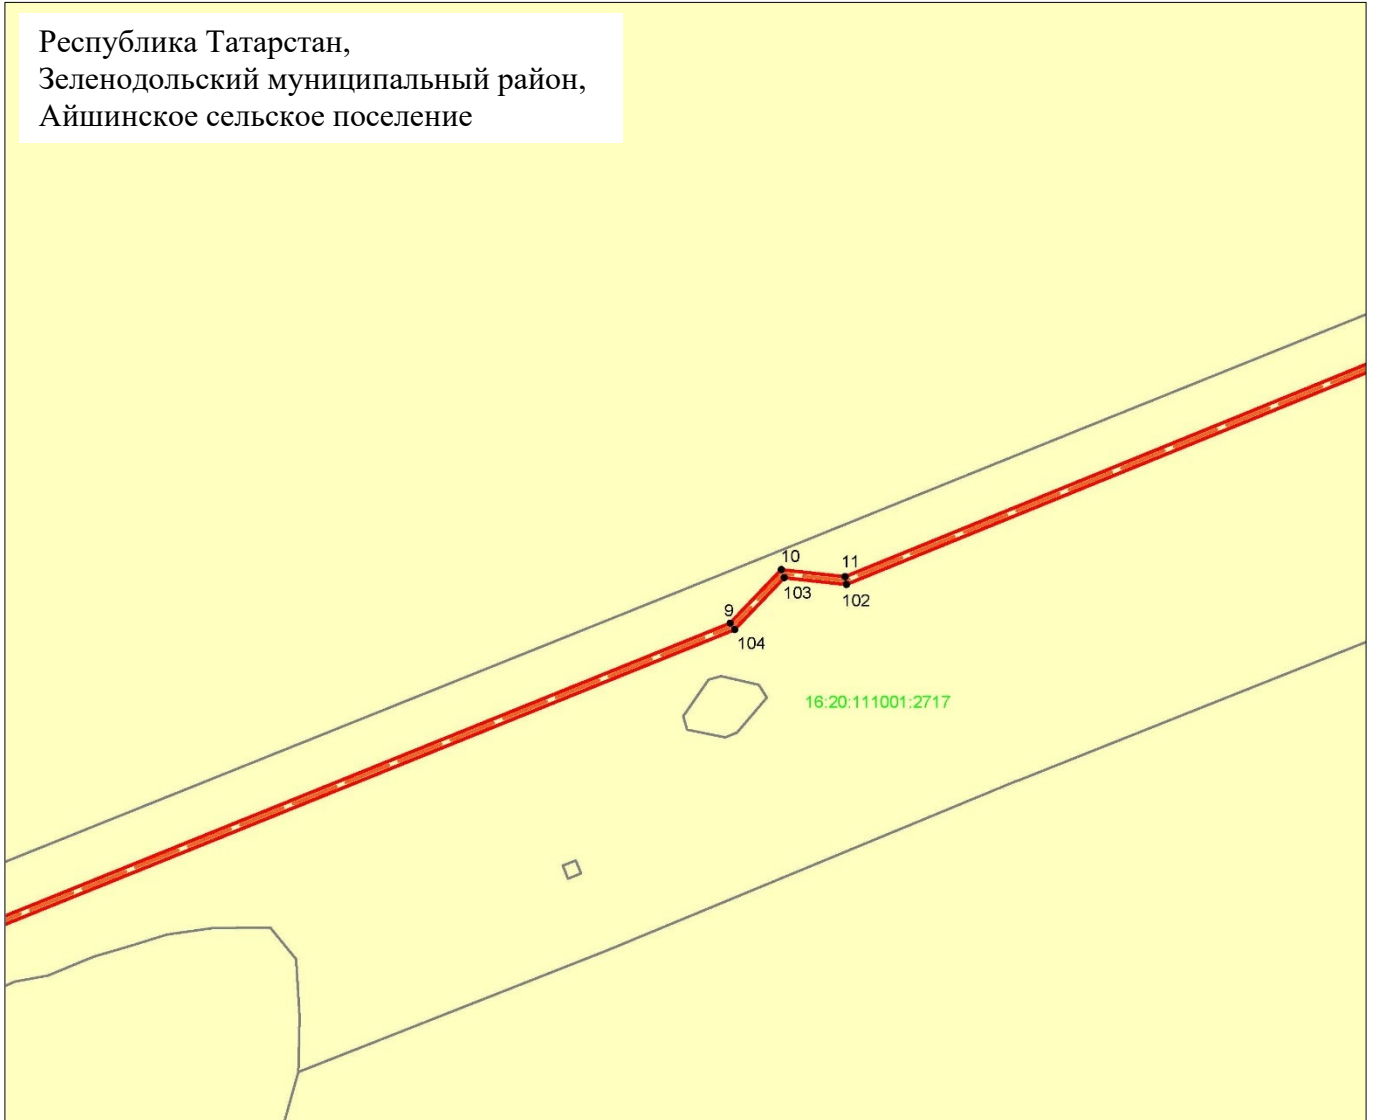 Республика Татарстан,
Зеленодольский муниципальный район,
Айшинское сельское поселение
10
11
103
102
9
104
16:20:111001:2717